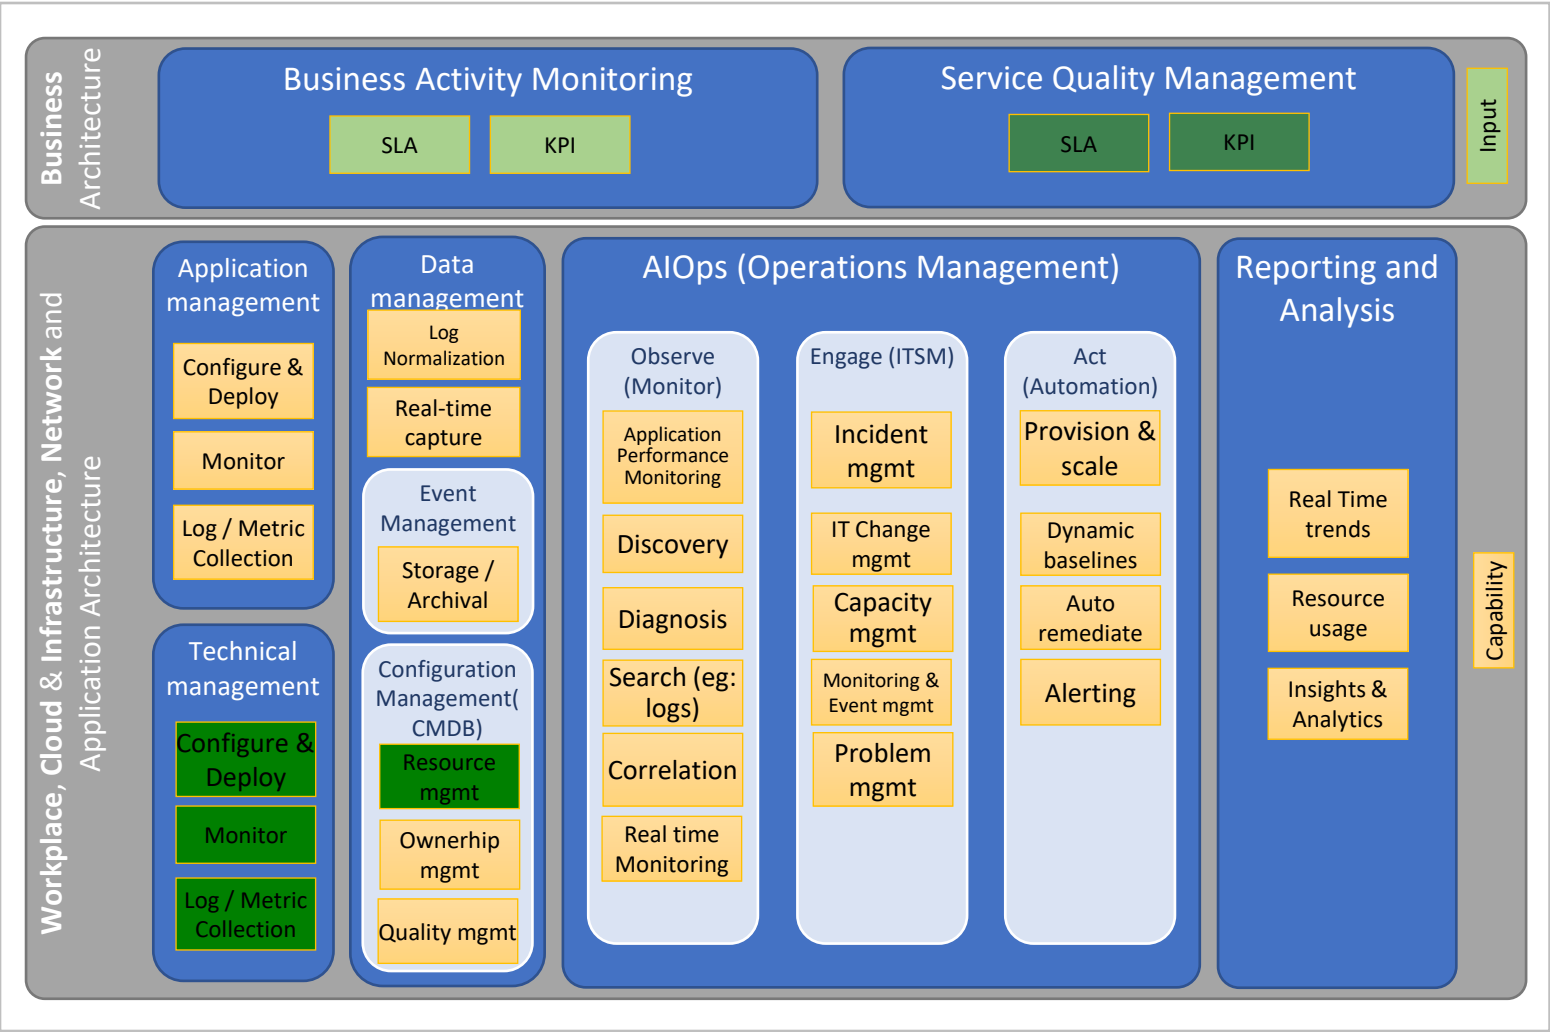 Business
Architecture
Business Activity Monitoring
SLA
KPI
Service Quality Management
SLA
KPI
Input
Workplace, Cloud & Infrastructure, Network and
Application Architecture
Application
management
Configure &
Deploy
Monitor
Log / Metric
Collection
Technical
management
Configure &
Deploy
Monitor
Log / Metric
Collection
Data
management
Log
Normalization
Real-time
capture
Event
Management
Storage /
Archival
Configuration
Management(
CMDB)
Resource
mgmt
Ownerhip
mgmt
Quality mgmt
AIOps (Operations Management)
Observe
(Monitor)
Application
Performance
Monitoring
Discovery
Diagnosis
Search (eg:
logs)
Correlation
Real time
Monitoring
Engage (ITSM)
Incident
mgmt
IT Change
mgmt
Capacity
mgmt
Monitoring &
Event mgmt
Problem
mgmt
Act
(Automation)
Provision &
scale
Dynamic
baselines
Auto
remediate
Alerting
Reporting and
Analysis
Real Time
trends
Resource
usage
Insights &
Analytics
Capability